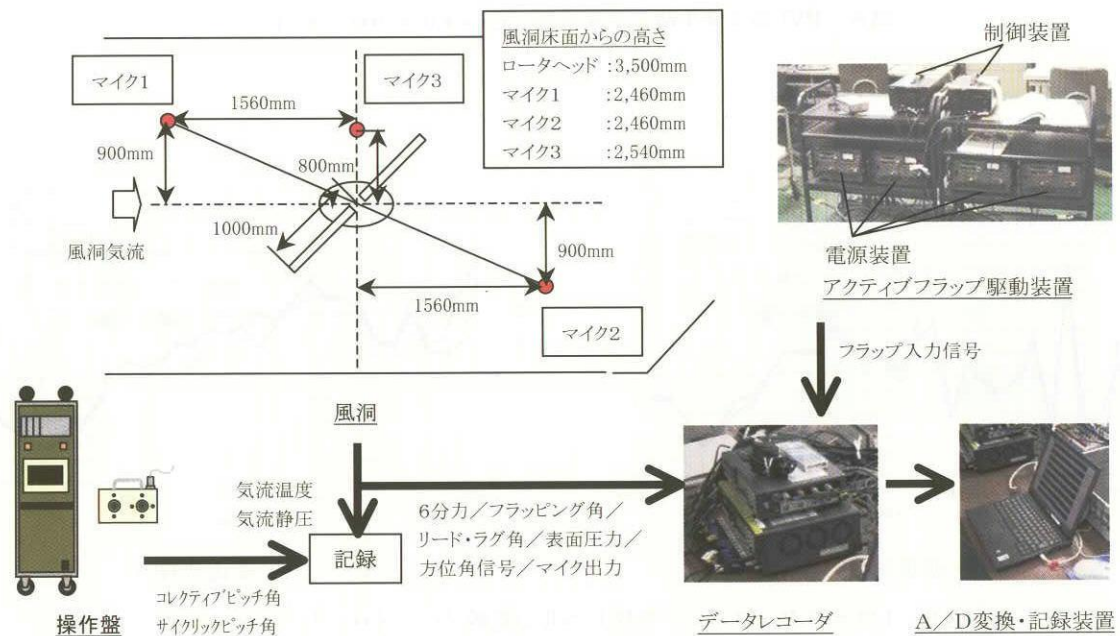 風洞床面からの高さ
ロータヘッド :3,500mm
マイク1 :2,460mm
マイク2 :2,460mm
マイク3 :2,540mm
マイク1
マイク3
1560mm
900mm
800mm
1000mm
風洞気流
900mm
1560mm
マイク2
風洞
制御装置
電源装置
アクティブフラップ駆動装置
フラップ入力信号
気流温度
気流静圧
記録
6分力/フラッピング角/
リード・ラグ角/表面圧力/
方位角信号/マイク出力
コレクティブピッチ角
サイクリックピッチ角
操作盤
データレコーダ
A/D変換・記録装置